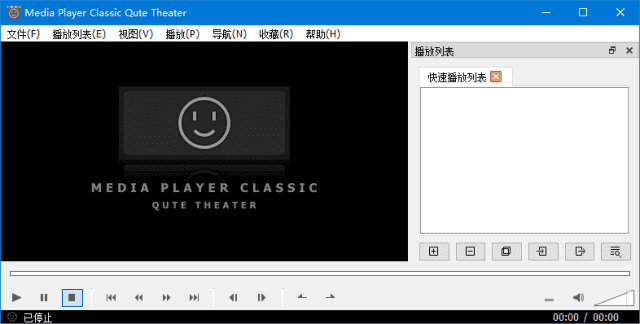 Media Player Classic Qute Theater
文件(F) 播放列表(E) 视图(V) 播放(P) 导航(N) 收藏(R) 帮助(H)
播放列表
快速播放列表
MEDIA PLAYER CLASSIC
QUTE THEATER
已停止
00:00 / 00:00